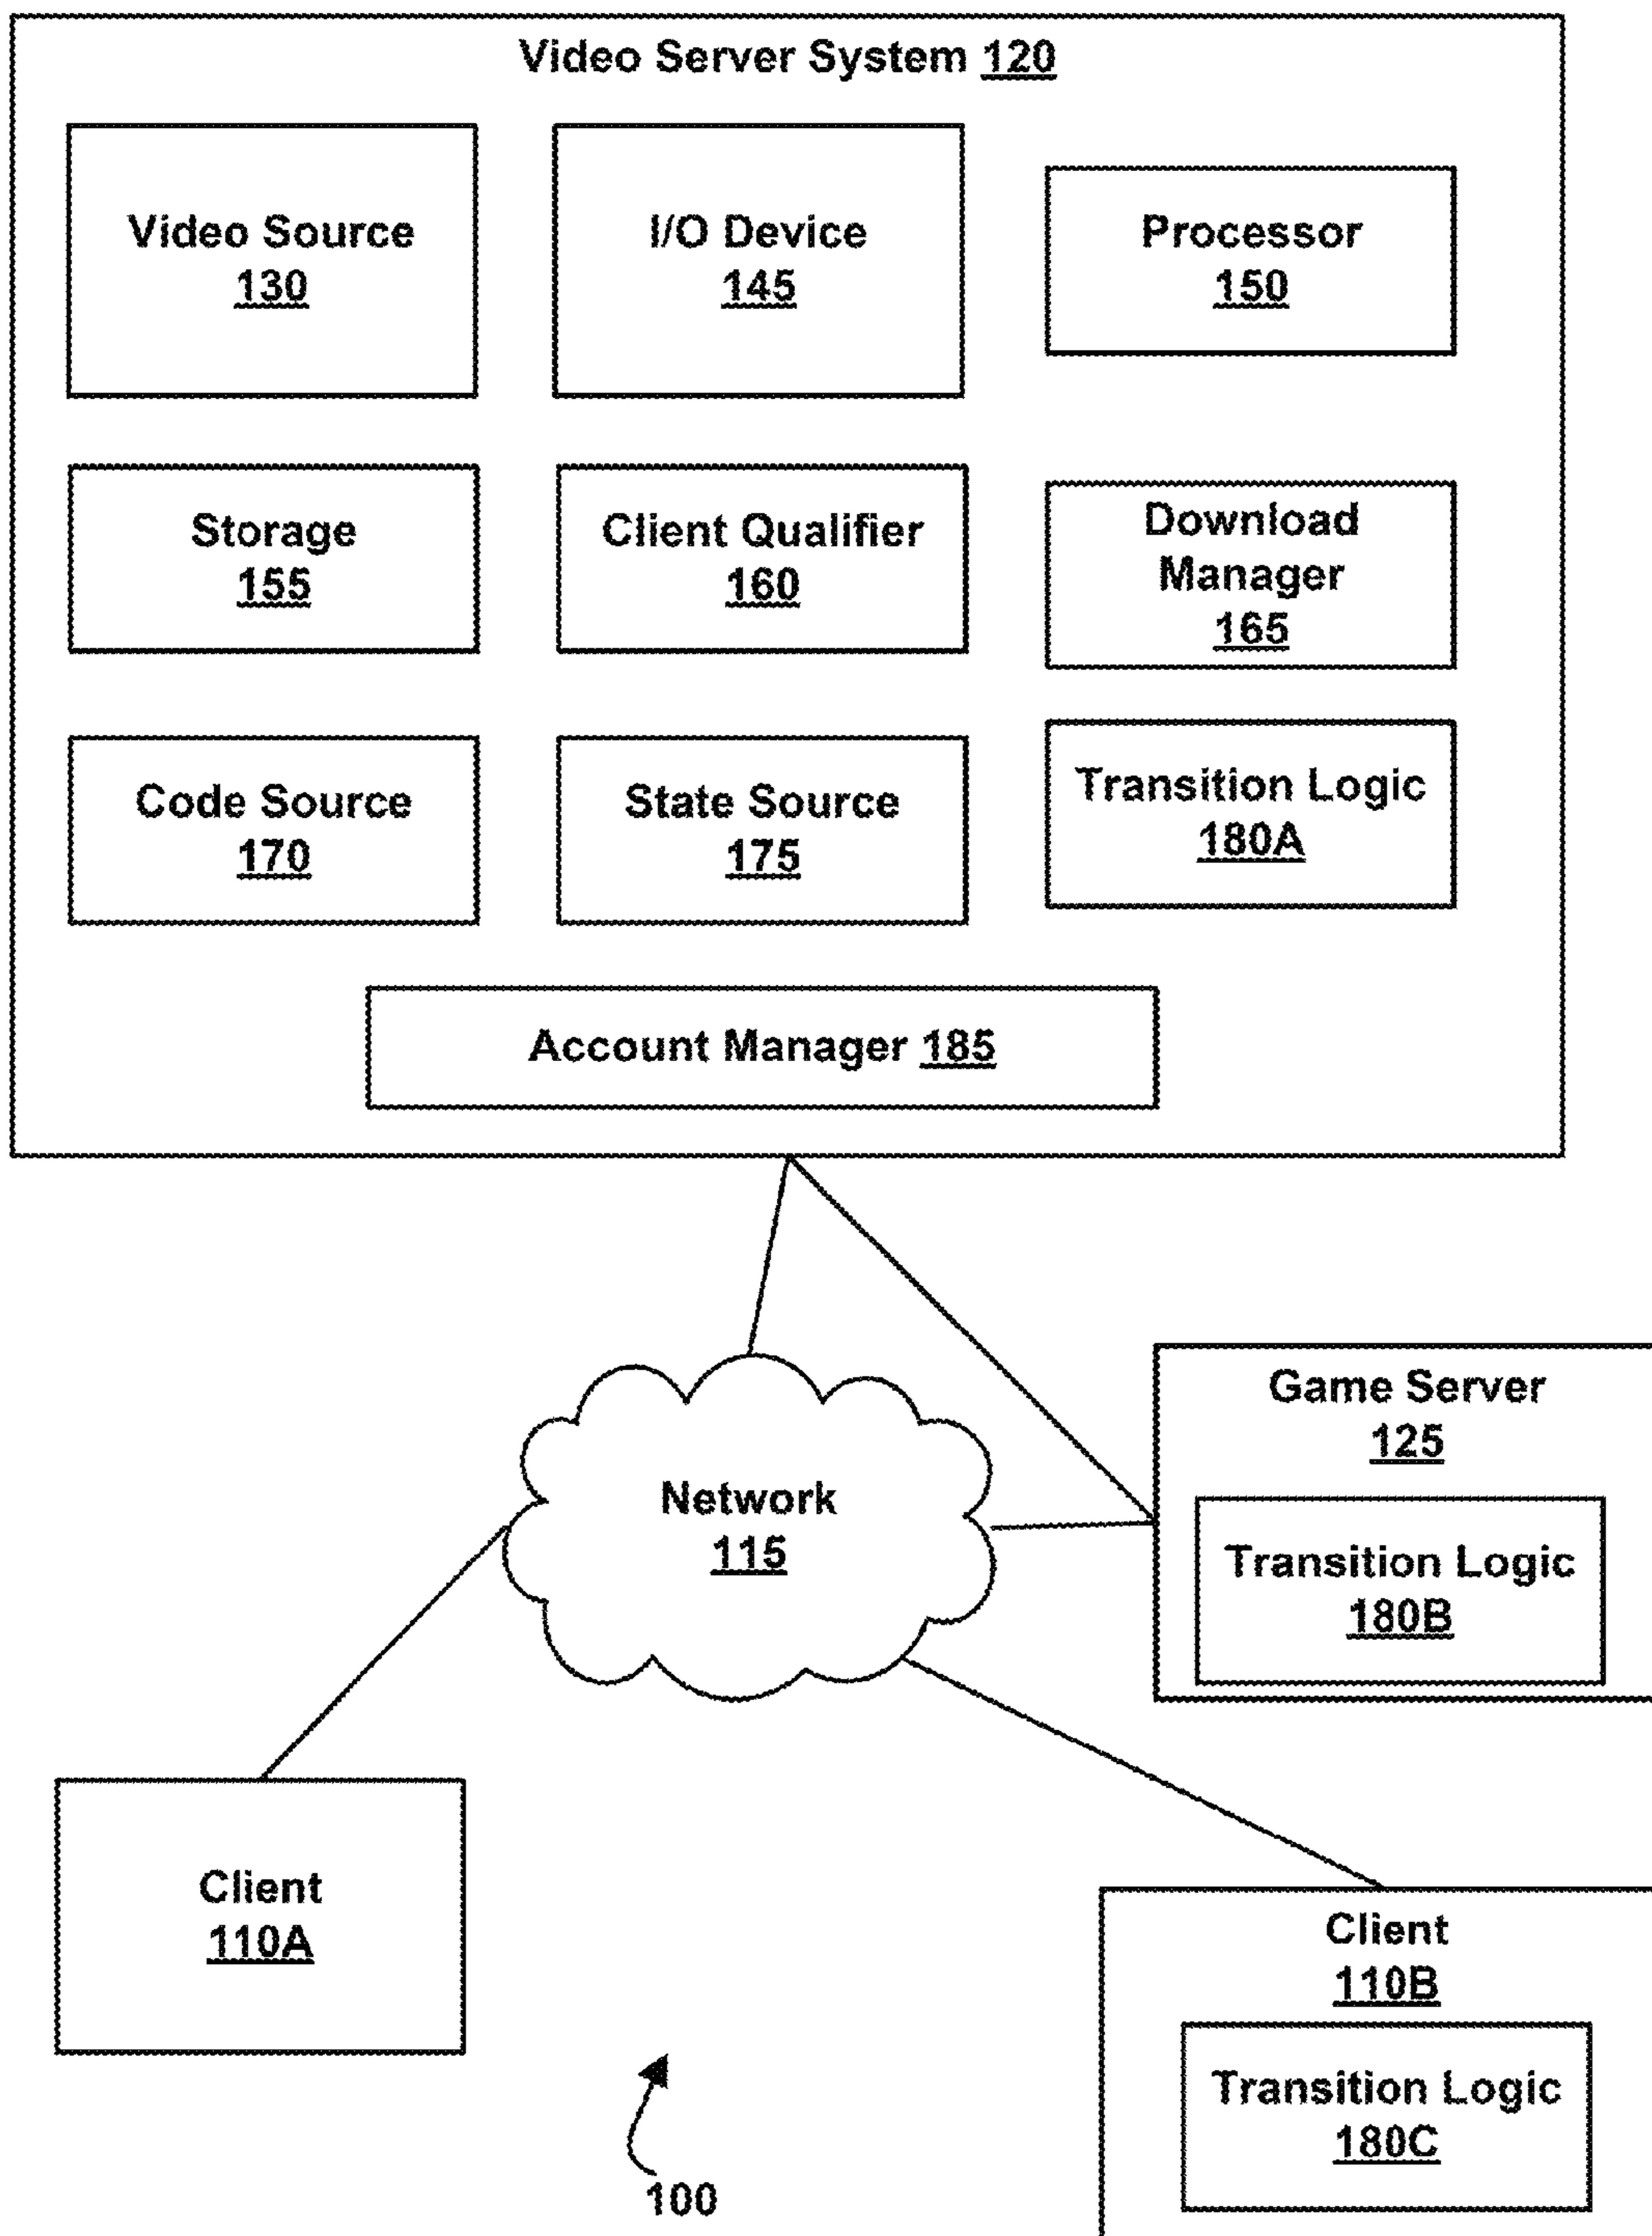 Video Server System 120
Video Source
130
I/O Device
145
Processor
150
Storage
155
Client Qualifier
160
Download
Manager
165
Code Source
170
State Source
175
Transition Logic
180A
Account Manager 185
Game Server
125
Transition Logic
180B
Network
115
Client
110A
Client
110B
Transition Logic
180C
100